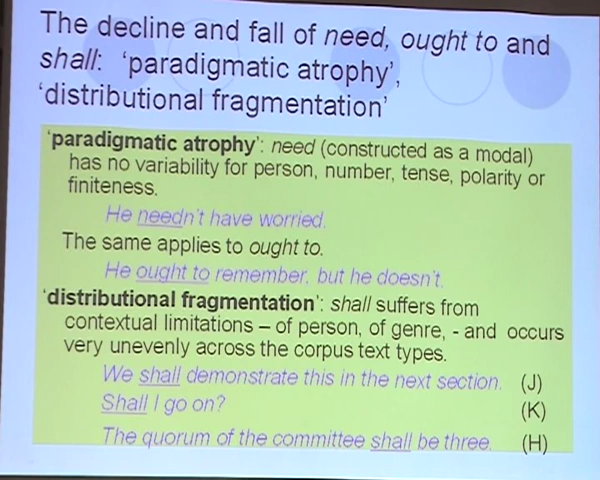 The decline and fall of need, ought to and
shall: 'paradigmatic atrophy',
'distributional fragmentation'
'paradigmatic atrophy': need (constructed as a modal)
has no variability for person, number, tense, polarity or
finiteness.
He needn't have worried.
The same applies to ought to.
He ought to remember, but he doesn't.
'distributional fragmentation': shall suffers from
contextual limitations – of person, of genre, - and occurs
very unevenly across the corpus text types.
We shall demonstrate this in the next section. (J)
Shall I go on? (K)
The quorum of the committee shall be three. (H)